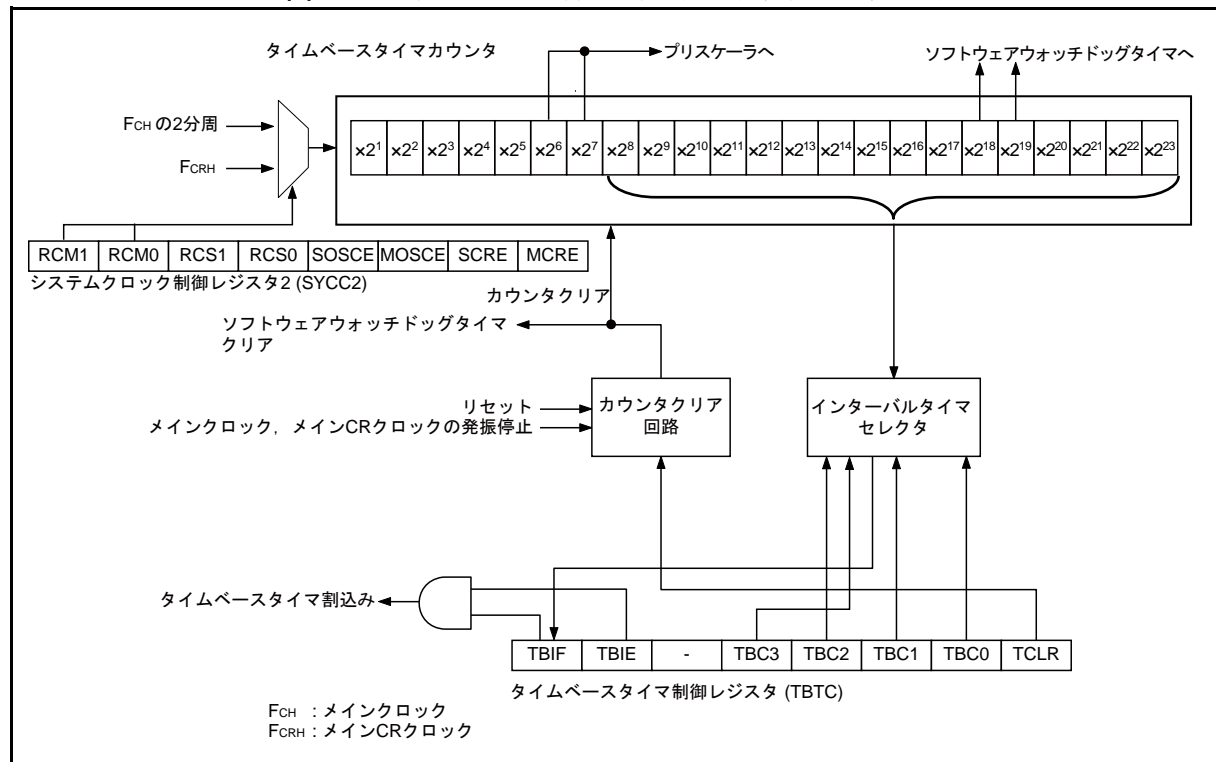 タイムベースタイマカウンタ
プリスケーラへ
ソフトウェアウォッチドッグタイマへ
FCH の2分周
FCRH
×2¹ ×2² ×2³ ×2⁴ ×2⁵ ×2⁶ ×2⁷ ×2⁸ ×2⁹ ×2¹⁰ ×2¹¹ ×2¹² ×2¹³ ×2¹⁴ ×2¹⁵ ×2¹⁶ ×2¹⁷ ×2¹⁸ ×2¹⁹ ×2²⁰ ×2²¹ ×2²² ×2²³
RCM1 RCM0 RCS1 RCS0 SOSCE MOSCE SCRE MCRE
システムクロック制御レジスタ2 (SYCC2)
カウンタクリア
ソフトウェアウォッチドッグタイマ
クリア
リセット
メインクロック，メインCRクロックの発振停止
カウンタクリア
回路
インターバルタイマ
セレクタ
タイムベースタイマ割込み
TBIF TBIE - TBC3 TBC2 TBC1 TBC0 TCLR
タイムベースタイマ制御レジスタ (TBTC)
FCH : メインクロック
FCRH : メインCRクロック